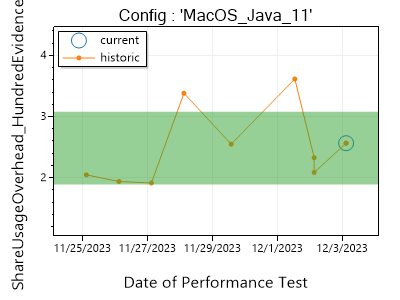 Config : 'MacOS_Java_11'
current
historic
ShareUsageOverhead_HundredEvidence
4
3
2
11/25/2023 11/27/2023 11/29/2023 12/1/2023 12/3/2023
Date of Performance Test